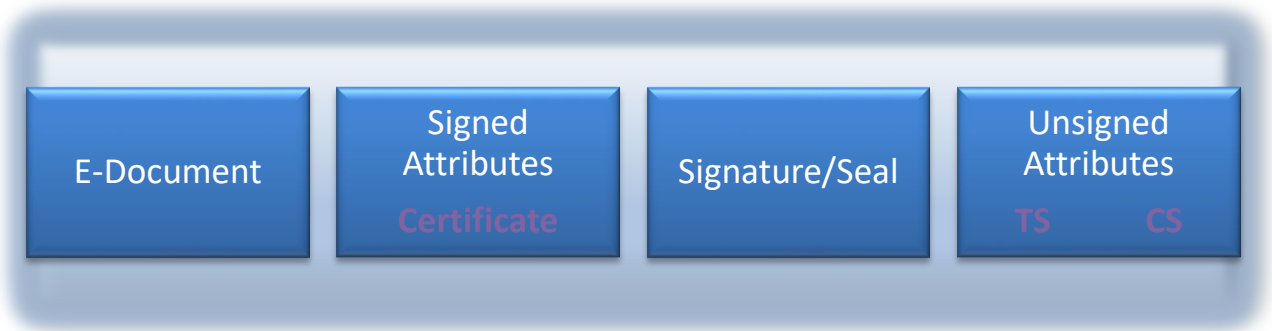 E-Document
Signed
Attributes
Certificate
Signature/Seal
Unsigned
Attributes
TS CS